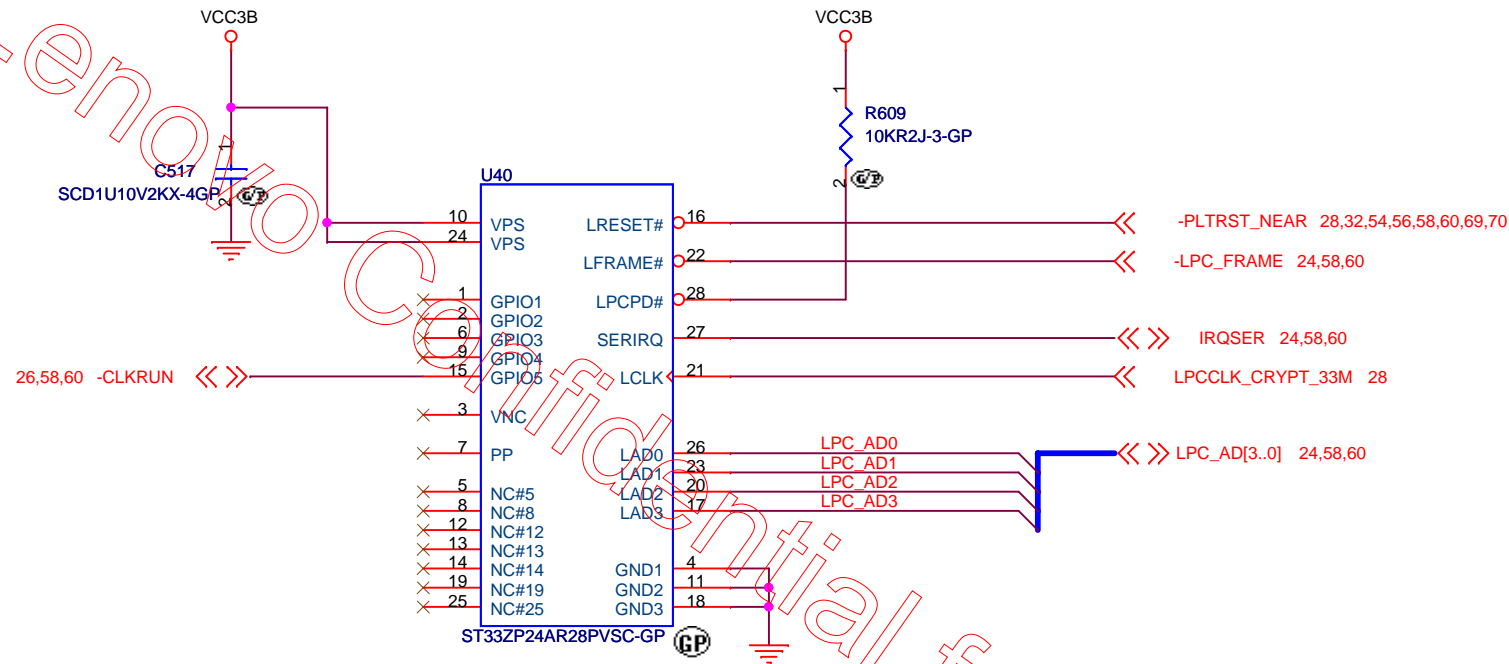 VCC3B
VCC3B
C517
SCD1U10V2KX-4GP
1
2
G/P
R609
10KR2J-3-GP
1
2
G/P
U40
10 VPS
24 VPS
1 GPIO1
2 GPIO2
6 GPIO3
9 GPIO4
15 GPIO5
26,58,60 -CLKRUN
3 VNC
7 PP
5 NC#5
8 NC#8
12 NC#12
13 NC#13
14 NC#14
19 NC#19
25 NC#25
LRESET# 16 -PLTRST_NEAR 28,32,54,56,58,60,69,70
LFRAME# 22 -LPC_FRAME 24,58,60
LPCPD# 28
SERIRQ 27 IRQSER 24,58,60
LCLK 21 LPCCLK_CRYPT_33M 28
LAD0 26 LPC_AD0
LAD1 23 LPC_AD1
LAD2 20 LPC_AD2
LAD3 17 LPC_AD3
LPC_AD[3..0] 24,58,60
GND1 4
GND2 11
GND3 18
ST33ZP24AR28PVSC-GP
GP
Lenovo Confidential f